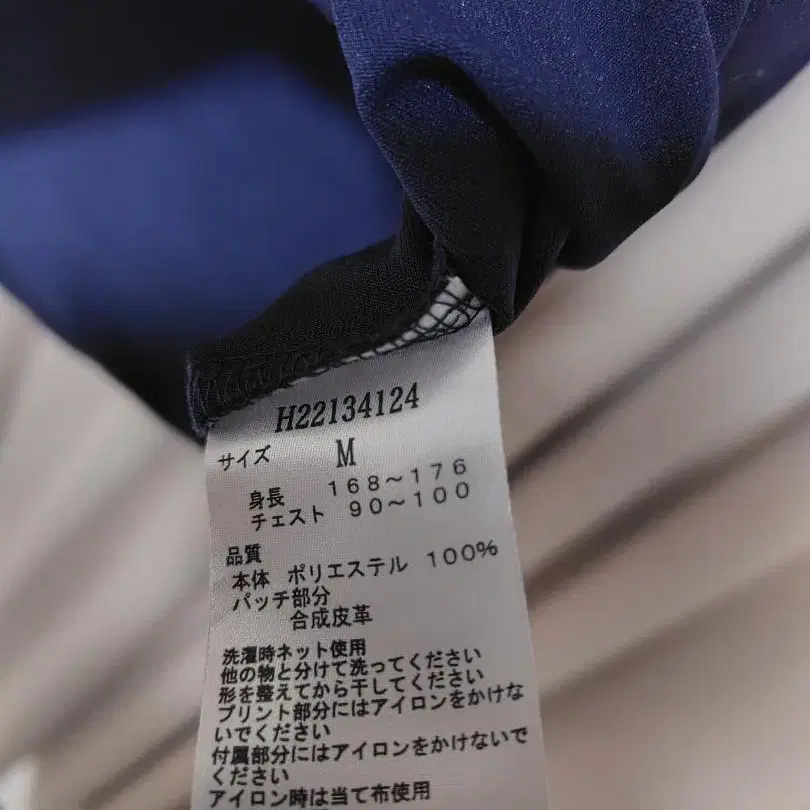 H22134124
サイズ M
身長 168～176
チェスト 90～100
品質
本体 ポリエステル 100%
パッチ部分
合成皮革
洗濯時ネット使用
他の物と分けて洗ってください
形を整えてから干してください
プリント部分にはアイロンをかけな
いでください
付属部分にはアイロンをかけないで
ください
アイロン時は当て布使用